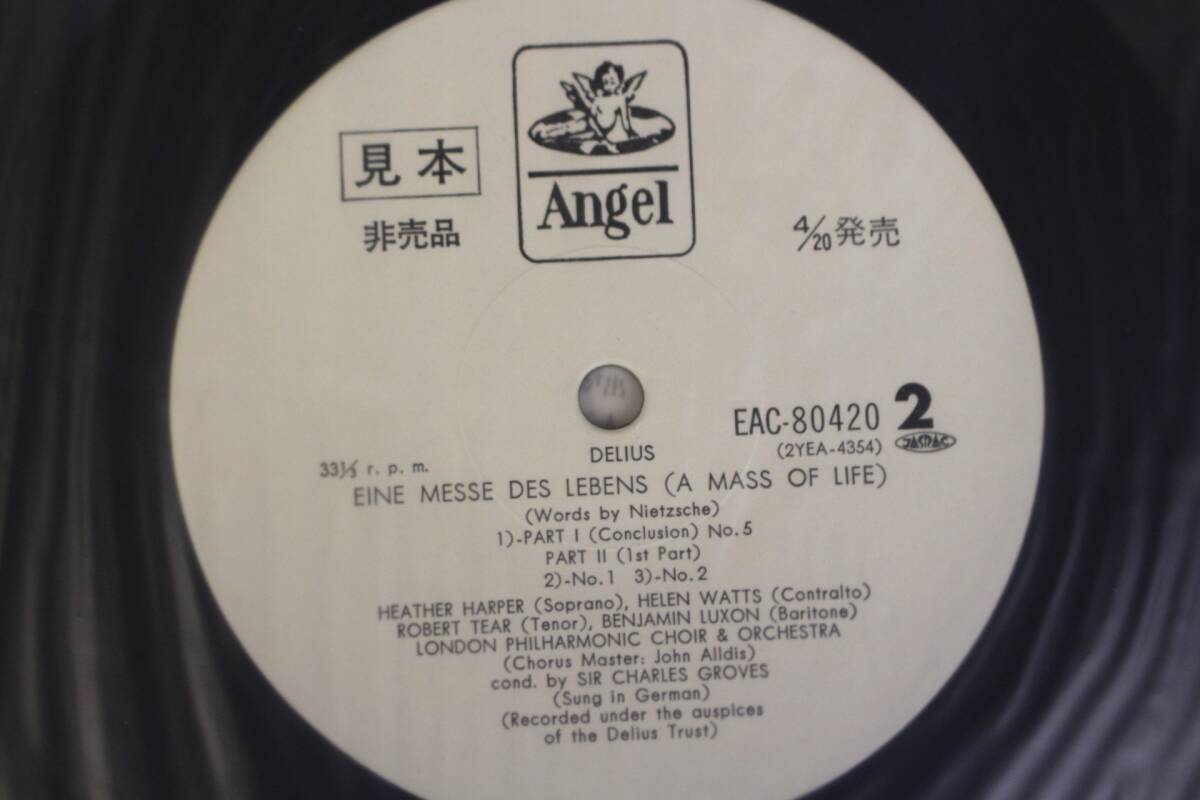 見本
非売品
Angel
4/20発売
EAC-80420 2
(2YEA-4354) JASRAC
33⅓ r. p. m.
DELIUS
EINE MESSE DES LEBENS (A MASS OF LIFE)
(Words by Nietzsche)
1)-PART I (Conclusion) No.5
PART II (1st Part)
2)-No.1 3)-No.2
HEATHER HARPER (Soprano), HELEN WATTS (Contralto)
ROBERT TEAR (Tenor), BENJAMIN LUXON (Baritone)
LONDON PHILHARMONIC CHOIR & ORCHESTRA
(Chorus Master: John Alldis)
cond. by SIR CHARLES GROVES
(Sung in German)
(Recorded under the auspices
of the Delius Trust)